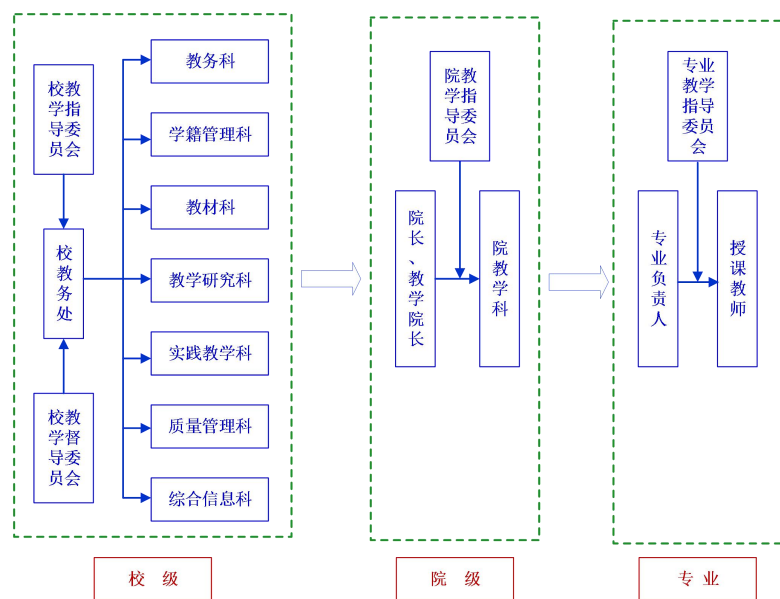 校教
学指
导委
员会
校
教
务
处
校教
学督
导委
员会
教务科
学籍管理科
教材科
教学研究科
实践教学科
质量管理科
综合信息科
校 级
院教
学指
导委
员会
院
长
、
教
学
院
长
院
教
学
科
院 级
专业
教学
指导
委员
会
专
业
负
责
人
授
课
教
师
专 业